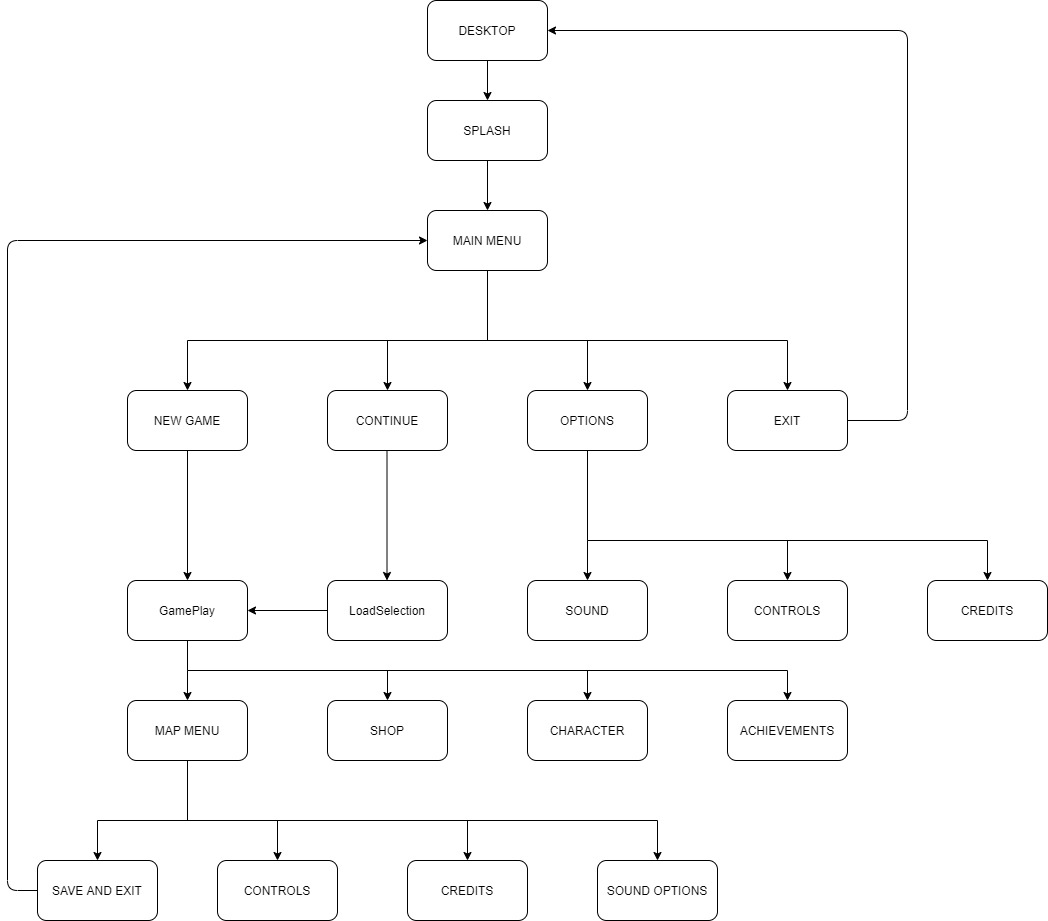 DESKTOP
SPLASH
MAIN MENU
NEW GAME
CONTINUE
OPTIONS
EXIT
GamePlay
LoadSelection
SOUND
CONTROLS
CREDITS
MAP MENU
SHOP
CHARACTER
ACHIEVEMENTS
SAVE AND EXIT
CONTROLS
CREDITS
SOUND OPTIONS